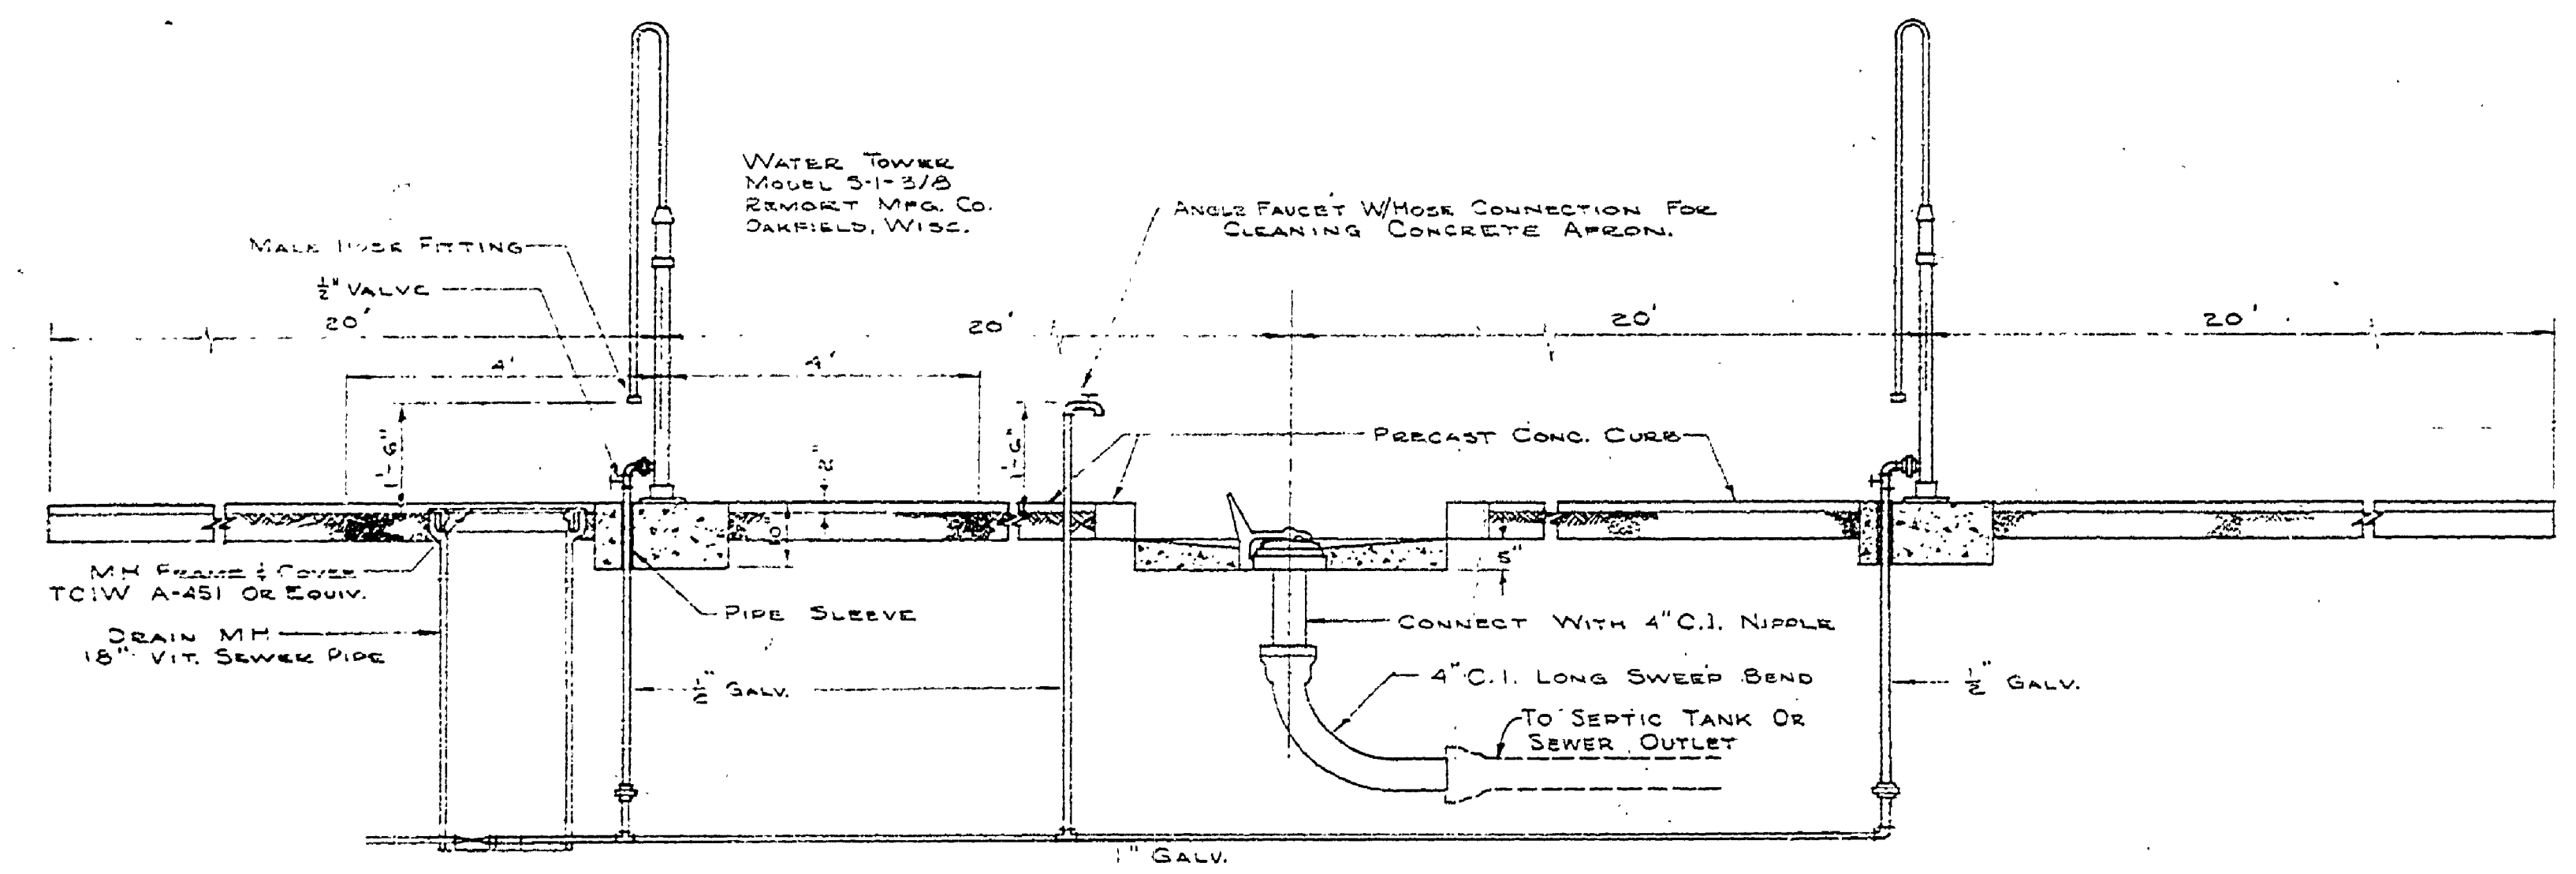 WATER TOWER
MODEL S-1-3/8
REMORT MFG. CO.
OAKFIELD, WISC.
ANGLE FAUCET W/HOSE CONNECTION FOR
CLEANING CONCRETE APRON.
MALE HOSE FITTING
1/2" VALVE
20'
20'
20'
20'
4'
4'
1'-6"
1'-6"
2"
PRECAST CONC. CURB
5"
MH FRAME & COVER
TCIW A-451 OR EQUIV.
PIPE SLEEVE
DRAIN MH
18" VIT. SEWER PIPE
CONNECT WITH 4" C.I. NIPPLE
1/2" GALV.
4" C.I. LONG SWEEP BEND
1/2" GALV.
TO SEPTIC TANK OR
SEWER OUTLET
1" GALV.